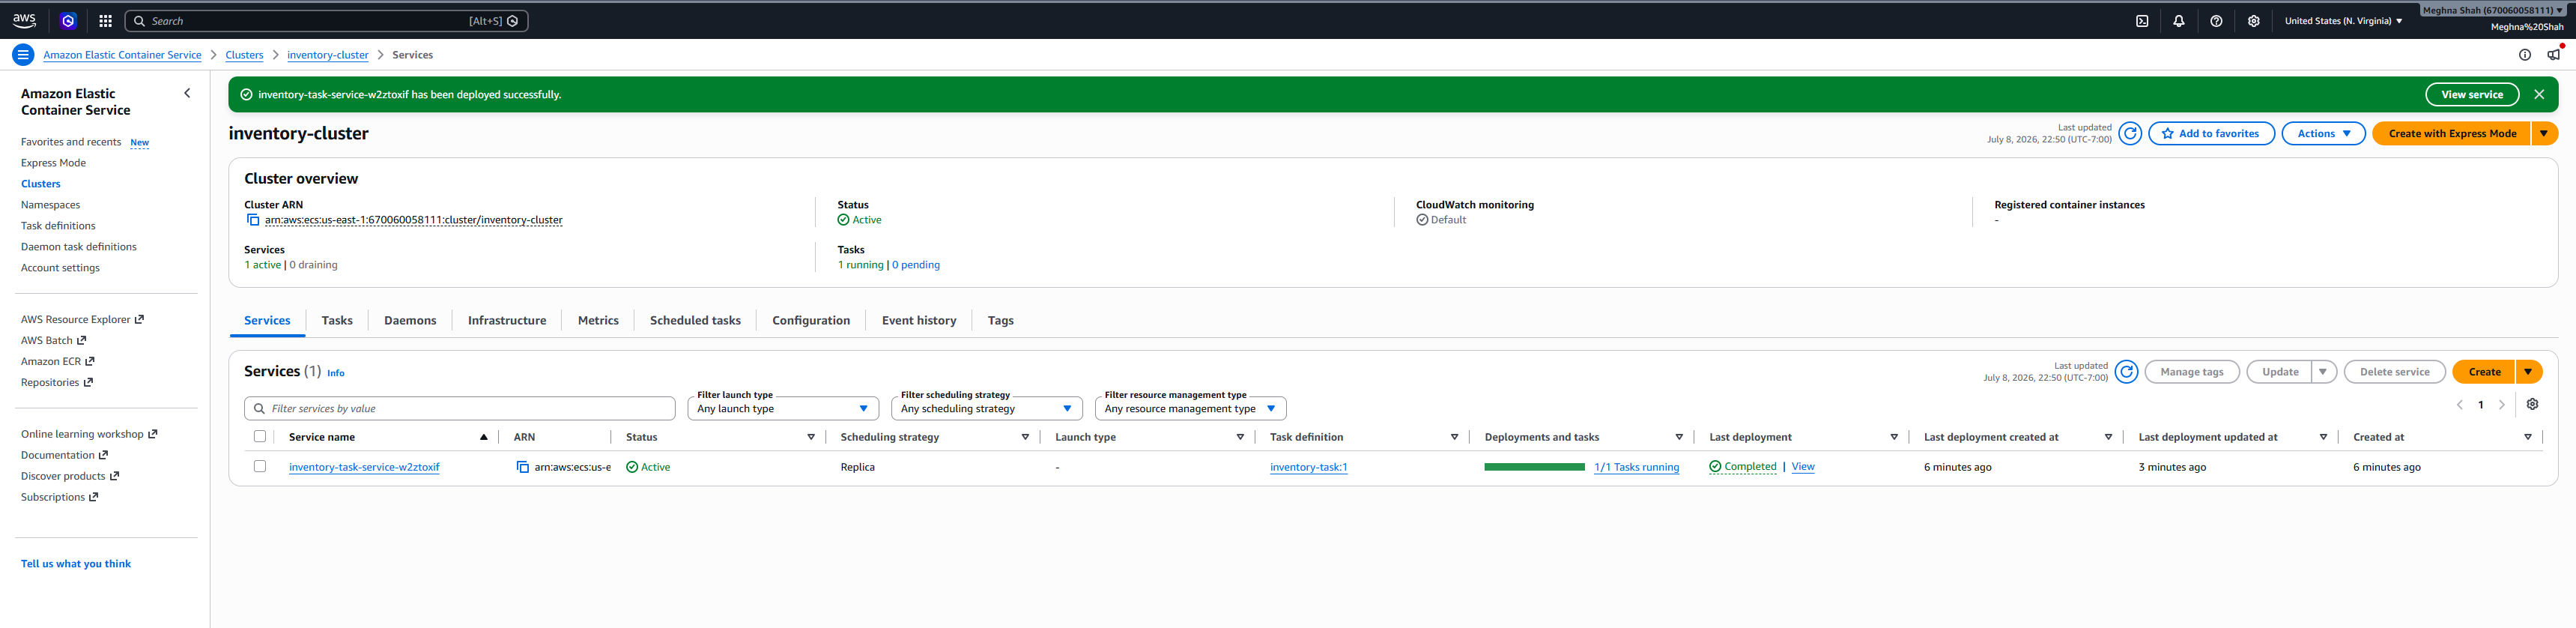 aws
Search [Alt+S]
United States (N. Virginia)
Meghna Shah (670060058111)
Meghna%20Shah
Amazon Elastic Container Service > Clusters > inventory-cluster > Services
Amazon Elastic
Container Service
Favorites and recents New
Express Mode
Clusters
Namespaces
Task definitions
Daemon task definitions
Account settings
AWS Resource Explorer
AWS Batch
Amazon ECR
Repositories
Online learning workshop
Documentation
Discover products
Subscriptions
Tell us what you think
inventory-task-service-w2ztoxif has been deployed successfully.
View service
inventory-cluster
Last updated
July 8, 2026, 22:50 (UTC-7:00)
Add to favorites
Actions
Create with Express Mode
Cluster overview
Cluster ARN
arn:aws:ecs:us-east-1:670060058111:cluster/inventory-cluster
Status
Active
CloudWatch monitoring
Default
Registered container instances
-
Services
1 active | 0 draining
Tasks
1 running | 0 pending
Services Tasks Daemons Infrastructure Metrics Scheduled tasks Configuration Event history Tags
Services (1) Info
Last updated
July 8, 2026, 22:50 (UTC-7:00)
Manage tags
Update
Delete service
Create
Filter services by value
Filter launch type
Any launch type
Filter scheduling strategy
Any scheduling strategy
Filter resource management type
Any resource management type
1
Service name ARN Status Scheduling strategy Launch type Task definition Deployments and tasks Last deployment Last deployment created at Last deployment updated at Created at
inventory-task-service-w2ztoxif arn:aws:ecs:us-e Active Replica - inventory-task:1 1/1 Tasks running Completed | View 6 minutes ago 3 minutes ago 6 minutes ago